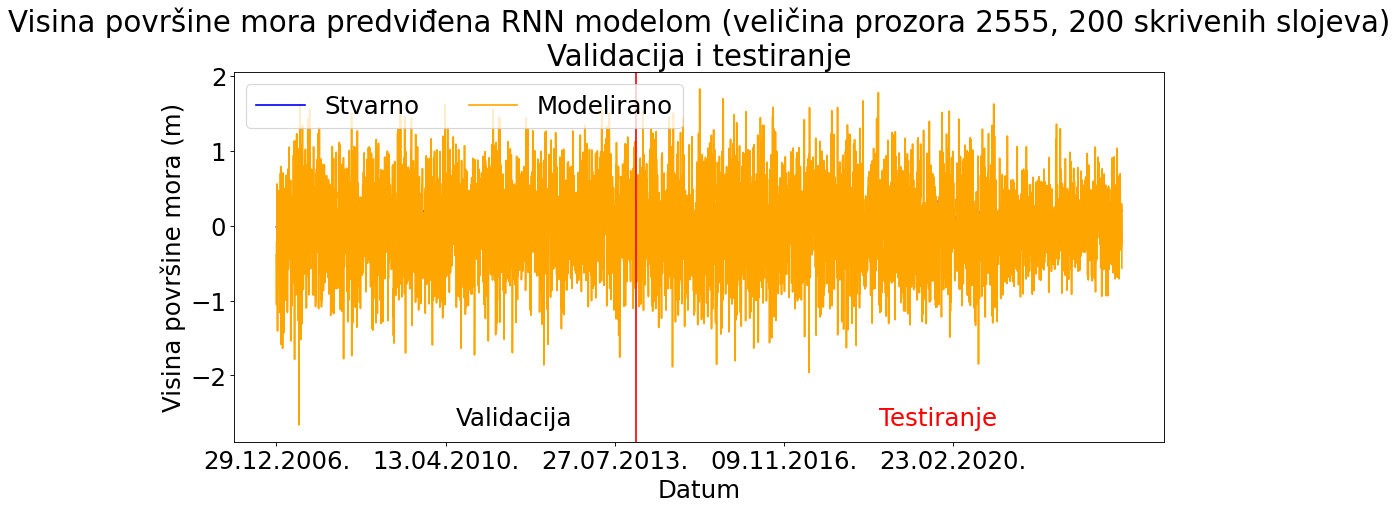 Visina površine mora predviđena RNN modelom (veličina prozora 2555, 200 skrivenih slojeva)
Validacija i testiranje
Stvarno Modelirano
Visina površine mora (m)
2
1
0
−1
−2
Validacija Testiranje
29.12.2006. 13.04.2010. 27.07.2013. 09.11.2016. 23.02.2020.
Datum